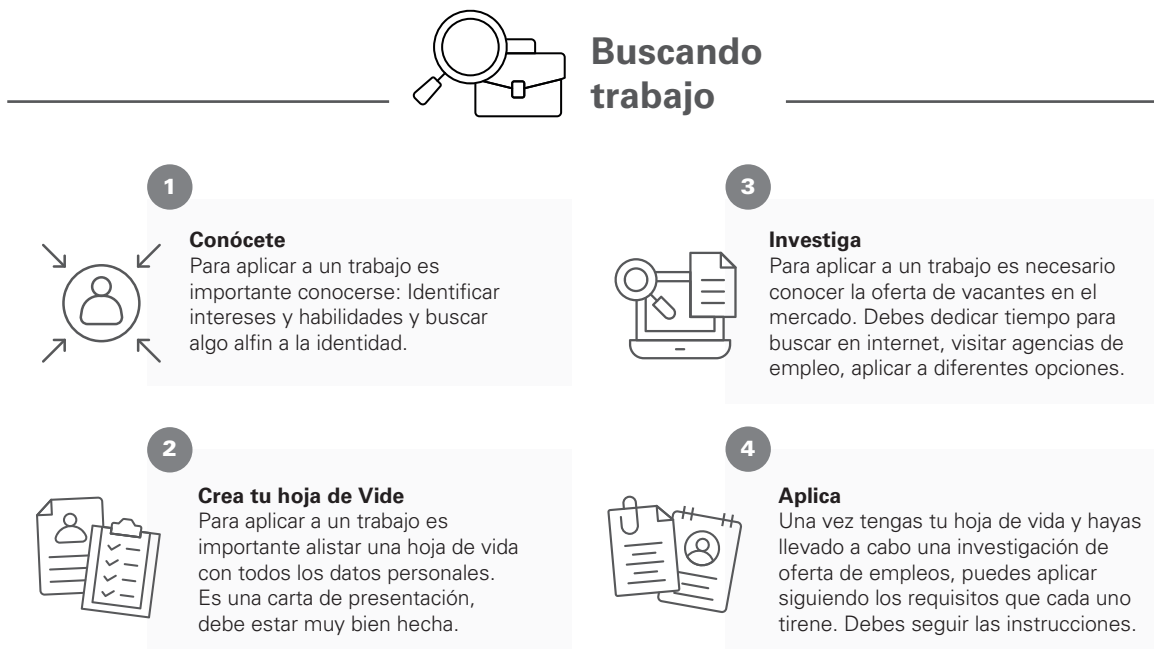 Buscando
trabajo
1
Conócete
Para aplicar a un trabajo es
importante conocerse: Identificar
intereses y habilidades y buscar
algo alfin a la identidad.
2
Crea tu hoja de Vide
Para aplicar a un trabajo es
importante alistar una hoja de vida
con todos los datos personales.
Es una carta de presentación,
debe estar muy bien hecha.
3
Investiga
Para aplicar a un trabajo es necesario
conocer la oferta de vacantes en el
mercado. Debes dedicar tiempo para
buscar en internet, visitar agencias de
empleo, aplicar a diferentes opciones.
4
Aplica
Una vez tengas tu hoja de vida y hayas
llevado a cabo una investigación de
oferta de empleos, puedes aplicar
siguiendo los requisitos que cada uno
tirene. Debes seguir las instrucciones.